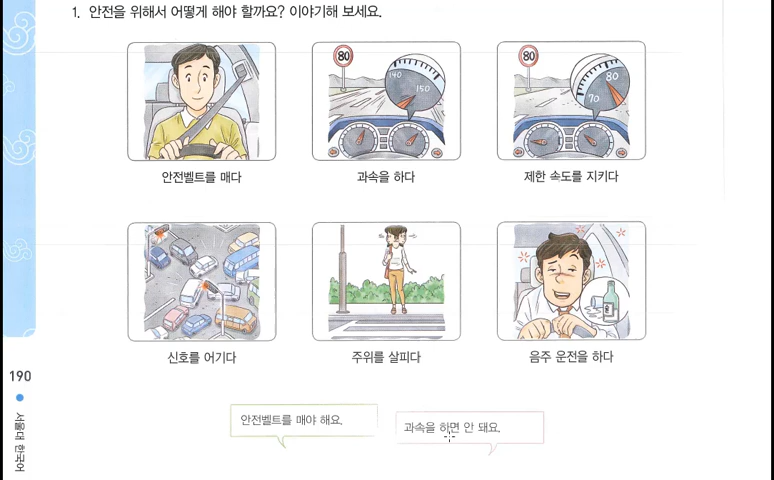 1. 안전을 위해서 어떻게 해야 할까요? 이야기해 보세요.
80
140
150
80
80
70
안전벨트를 매다
과속을 하다
제한 속도를 지키다
신호를 어기다
주위를 살피다
음주 운전을 하다
190
안전벨트를 매야 해요.
과속을 하면 안 돼요.
서울대 한국어